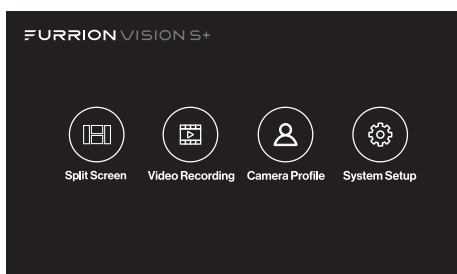 FURRION VISION S+
Split Screen
Video Recording
Camera Profile
System Setup